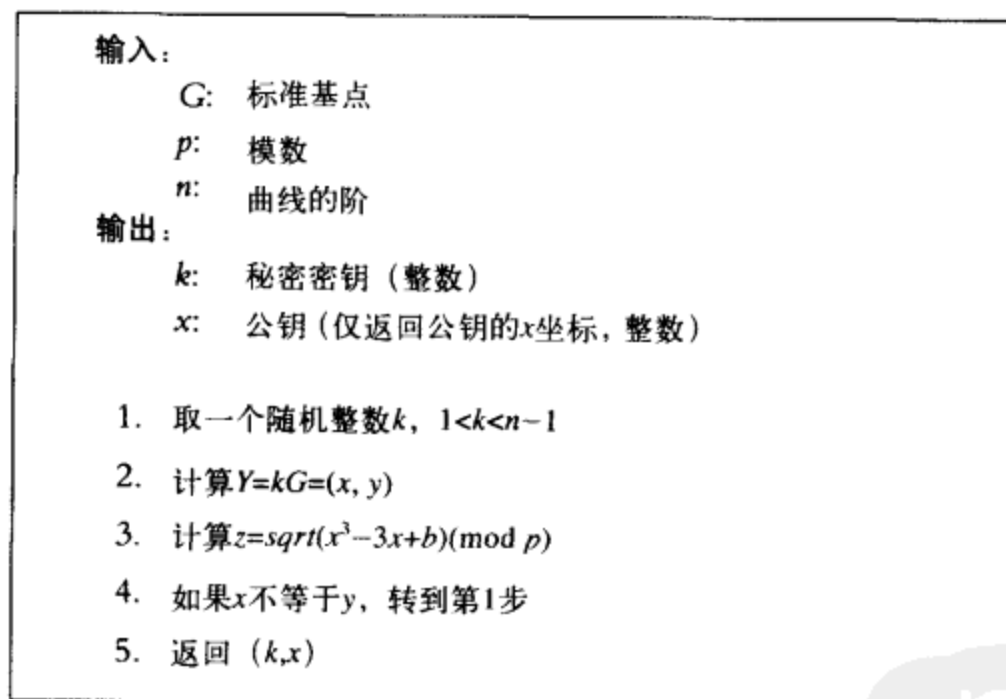 输入：
G: 标准基点
p: 模数
n: 曲线的阶
输出：
k: 秘密密钥（整数）
x: 公钥（仅返回公钥的x坐标，整数）
1. 取一个随机整数k，1<k<n-1
2. 计算Y=kG=(x, y)
3. 计算z=sqrt(x³-3x+b)(mod p)
4. 如果x不等于y，转到第1步
5. 返回（k,x）